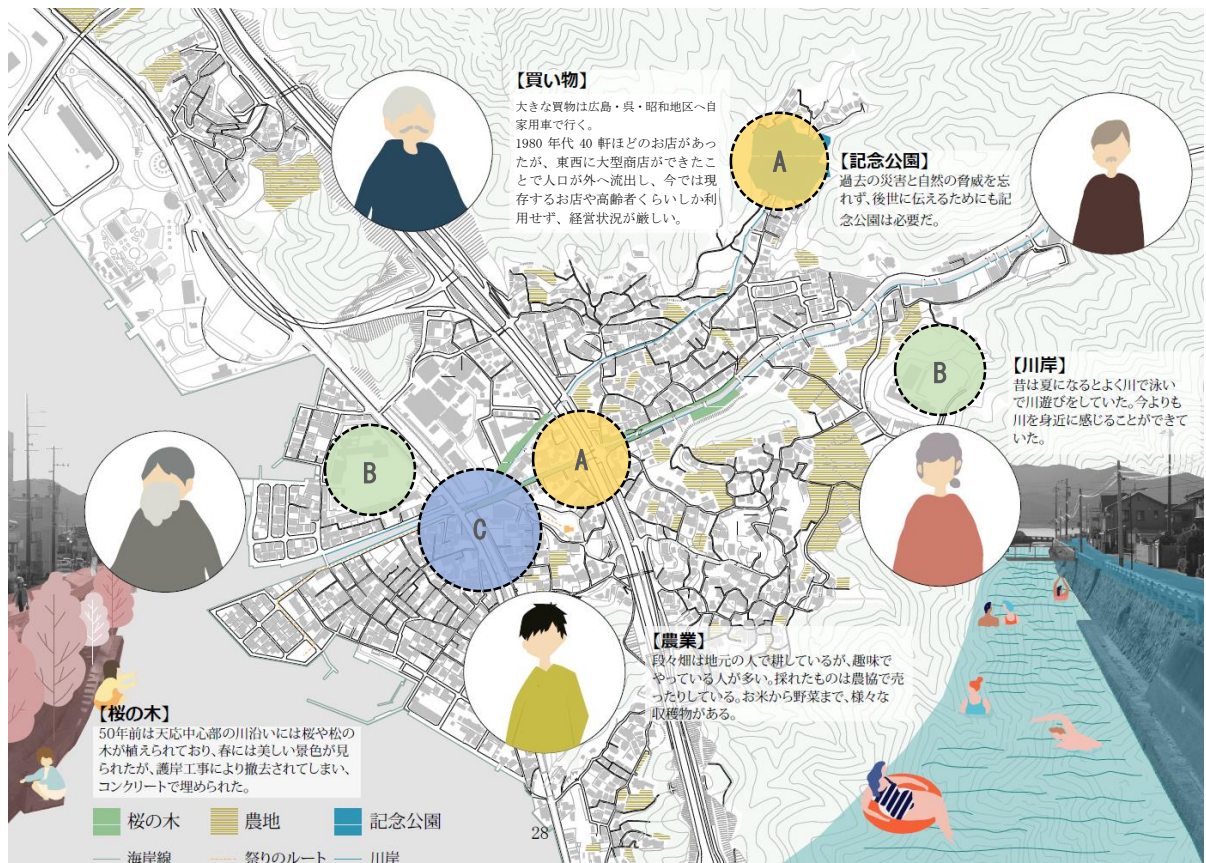 【買い物】
大きな買物は広島・呉・昭和地区へ自
家用車で行く。
1980 年代 40 軒ほどのお店があっ
たが、東西に大型商店ができたこ
とで人口が外へ流出し、今では現
存するお店や高齢者くらいしか利
用せず、経営状況が厳しい。
A
【記念公園】
過去の災害と自然の脅威を忘
れず、後世に伝えるためにも記
念公園は必要だ。
B
【川岸】
昔は夏になるとよく川で泳い
で川遊びをしていた。今よりも
川を身近に感じることができて
いた。
A
B
C
【農業】
段々畑は地元の人で耕しているが、趣味で
やっている人が多い。採れたものは農協で売
ったりしている。お米から野菜まで、様々な
収穫物がある。
【桜の木】
50年前は天応中心部の川沿いには桜や松の
木が植えられており、春には美しい景色が見
られたが、護岸工事により撤去されてしまい、
コンクリートで埋められた。
桜の木 農地 記念公園
28
海岸線 祭りのルート 川岸